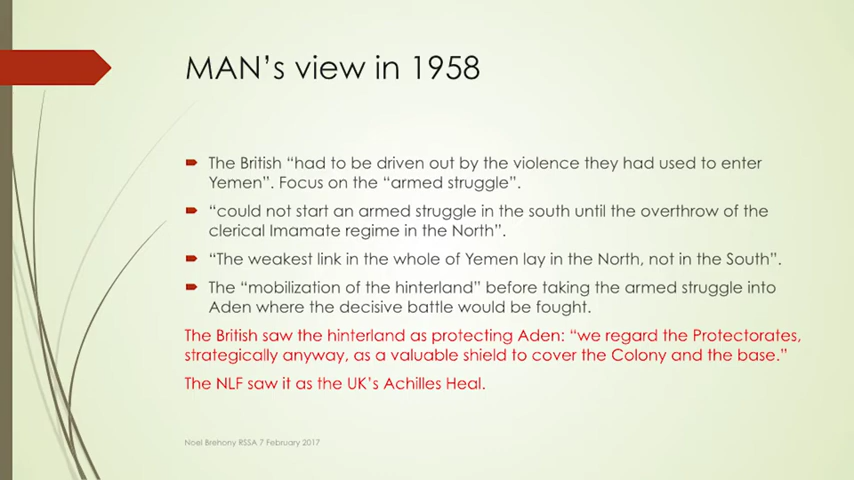 MAN’s view in 1958
The British “had to be driven out by the violence they had used to enter
Yemen”. Focus on the “armed struggle”.
“could not start an armed struggle in the south until the overthrow of the
clerical Imamate regime in the North”.
“The weakest link in the whole of Yemen lay in the North, not in the South”.
The “mobilization of the hinterland” before taking the armed struggle into
Aden where the decisive battle would be fought.
The British saw the hinterland as protecting Aden: “we regard the Protectorates,
strategically anyway, as a valuable shield to cover the Colony and the base.”
The NLF saw it as the UK’s Achilles Heal.
Noel Brehony RSSA 7 February 2017